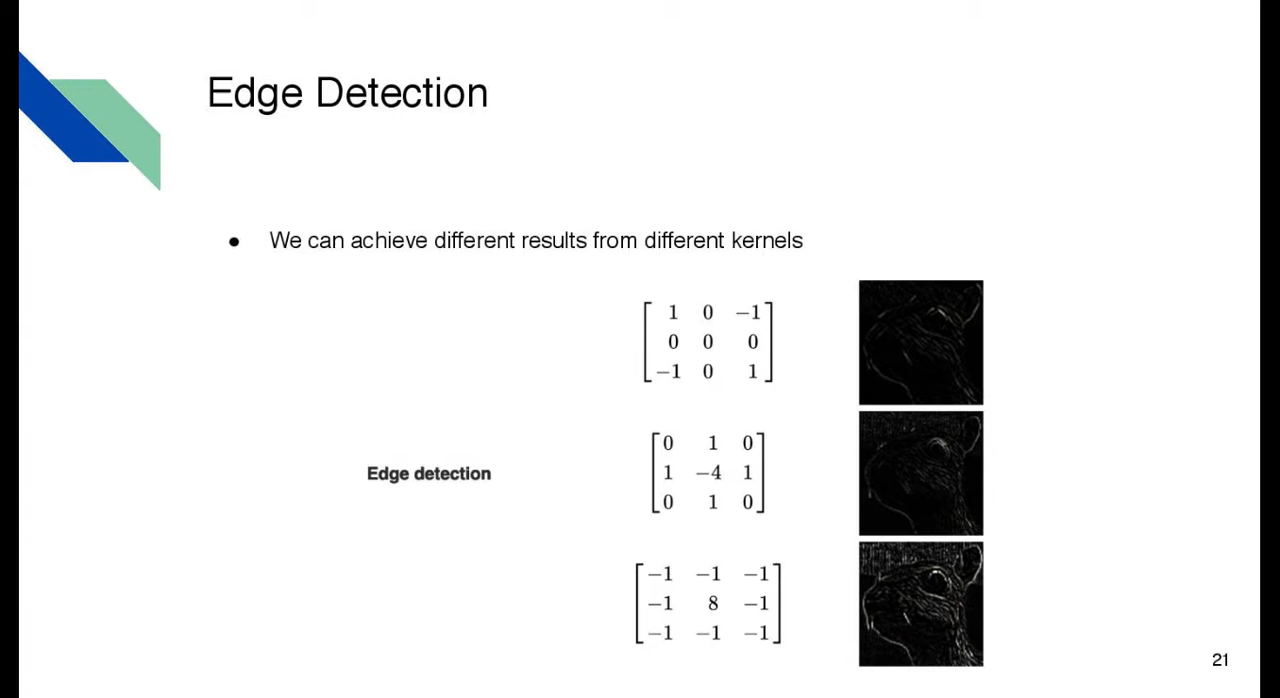 Edge Detection
● We can achieve different results from different kernels
1 0 −1
0 0 0
−1 0 1
Edge detection
0 1 0
1 −4 1
0 1 0
−1 −1 −1
−1 8 −1
−1 −1 −1
21